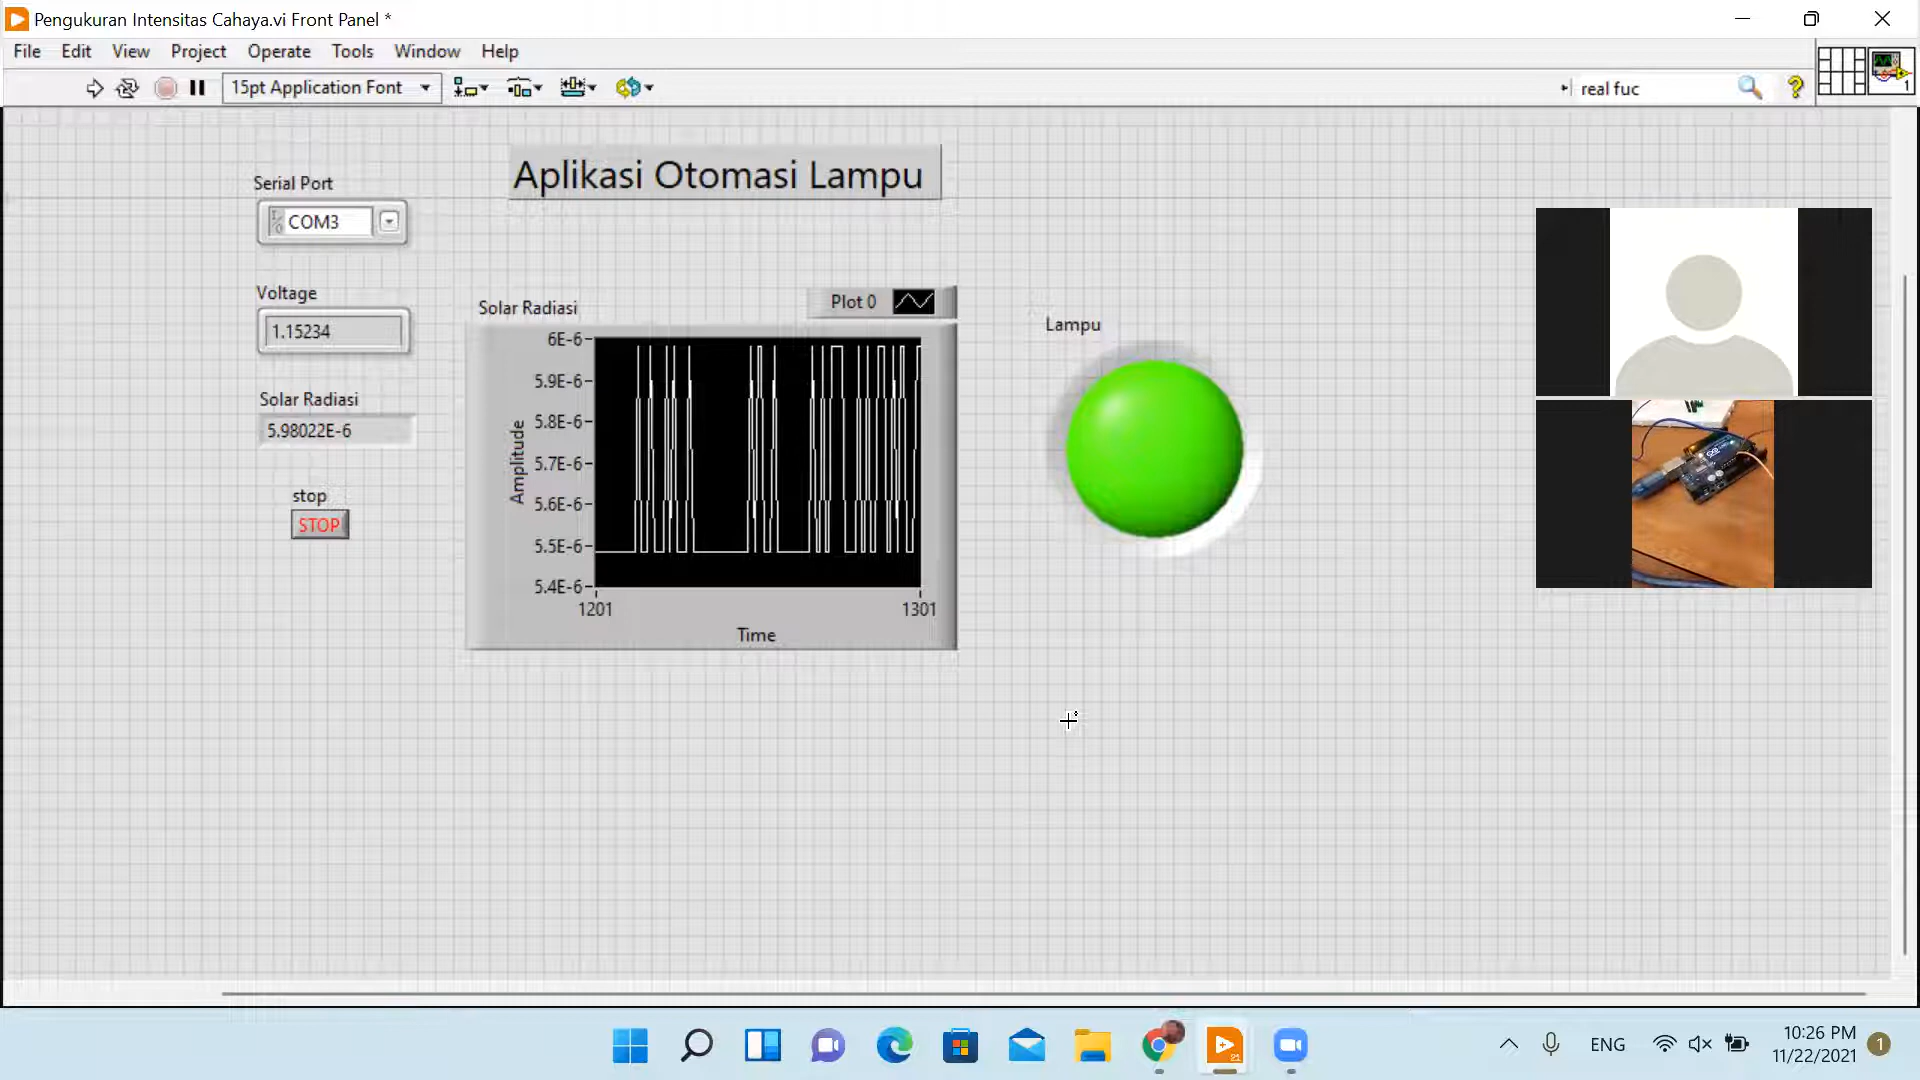 Pengukuran Intensitas Cahaya.vi Front Panel *
File Edit View Project Operate Tools Window Help
15pt Application Font
real fuc
1
Aplikasi Otomasi Lampu
Serial Port
COM3
Voltage
1.15234
Solar Radiasi
5.98022E-6
stop
STOP
Solar Radiasi
Plot 0
Amplitude
6E-6
5.9E-6
5.8E-6
5.7E-6
5.6E-6
5.5E-6
5.4E-6
1201
1301
Time
Lampu
21
ENG
10:26 PM
11/22/2021
1